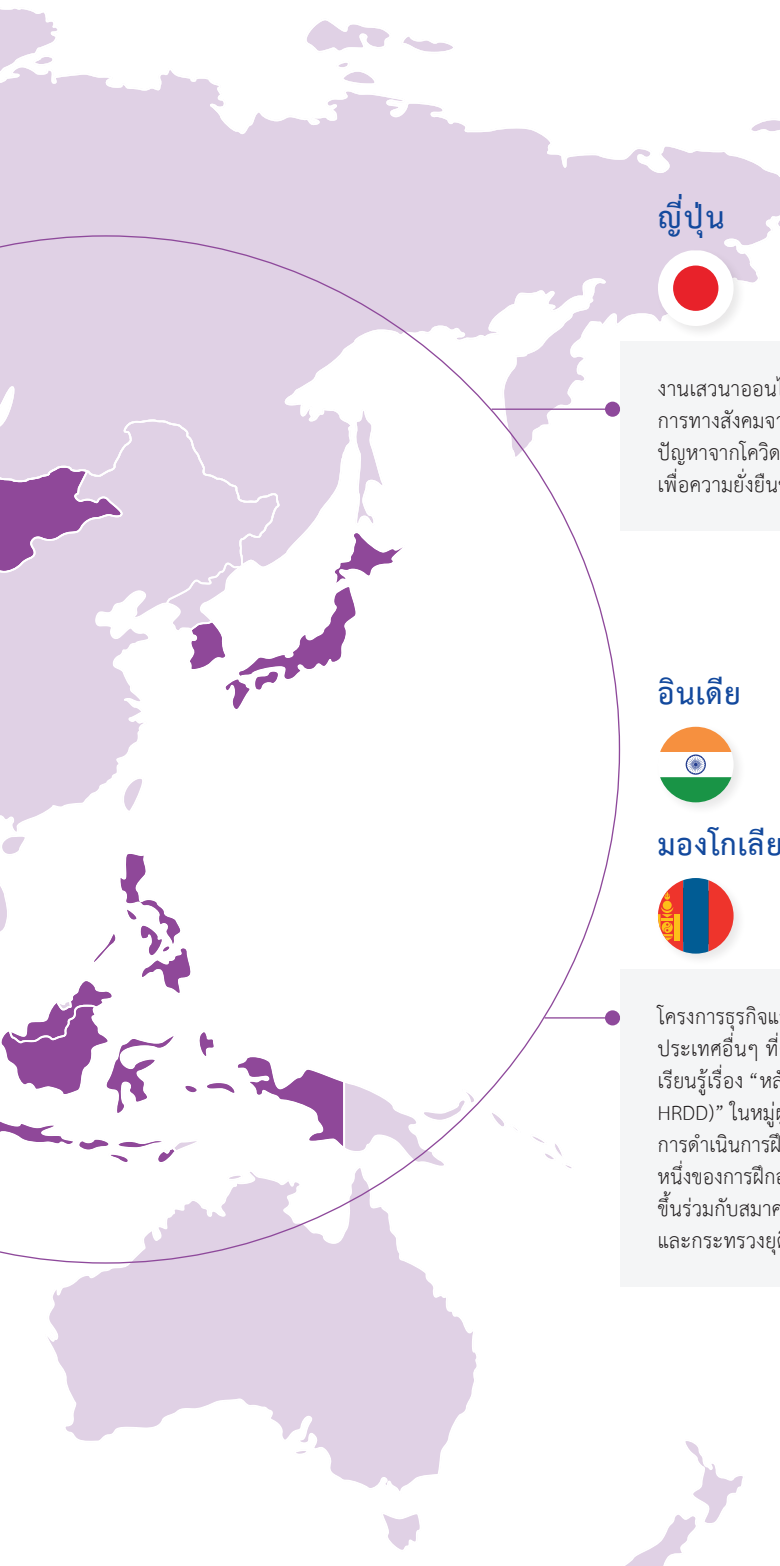 ญี่ปุ่น
งานเสวนาออนไ
การทางสังคมจา
ปัญหาจากโควิด
เพื่อความยั่งยืน
อินเดีย
มองโกเลีย
โครงการธุรกิจแ
ประเทศอื่นๆ ที่
เรียนรู้เรื่อง “หลั
HRDD)” ในหมู่ผู
การดำเนินการฝึ
หนึ่งของการฝึกอ
ขึ้นร่วมกับสมาค
และกระทรวงยุติ